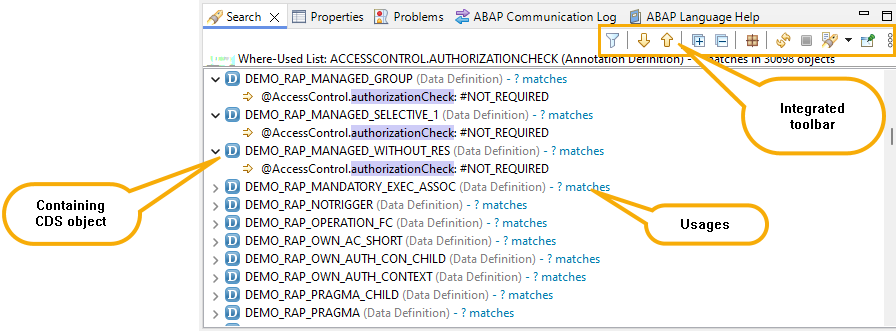 Search Properties Problems ABAP Communication Log ABAP Language Help
Where-Used List: ACCESSCONTROL.AUTHORIZATIONCHECK (Annotation Definition) - matches in 30698 objects
DEMO_RAP_MANAGED_GROUP (Data Definition) - ? matches
@AccessControl.authorizationCheck: #NOT_REQUIRED
DEMO_RAP_MANAGED_SELECTIVE_1 (Data Definition) - ? matches
@AccessControl.authorizationCheck: #NOT_REQUIRED
DEMO_RAP_MANAGED_WITHOUT_RES (Data Definition) - ? matches
@AccessControl.authorizationCheck: #NOT_REQUIRED
DEMO_RAP_MANDATORY_EXEC_ASSOC (Data Definition) - ? matches
DEMO_RAP_NOTRIGGER (Data Definition) - ? matches
DEMO_RAP_OPERATION_FC (Data Definition) - ? matches
DEMO_RAP_OWN_AC_SHORT (Data Definition) - ? matches
DEMO_RAP_OWN_AUTH_CON_CHILD (Data Definition) - ? matches
DEMO_RAP_OWN_AUTH_CONTEXT (Data Definition) - ? matches
DEMO_RAP_PRAGMA_CHILD (Data Definition) - ? matches
DEMO_RAP_PRAGMA (Data Definition) - ? matches
Integrated
toolbar
Containing
CDS object
Usages